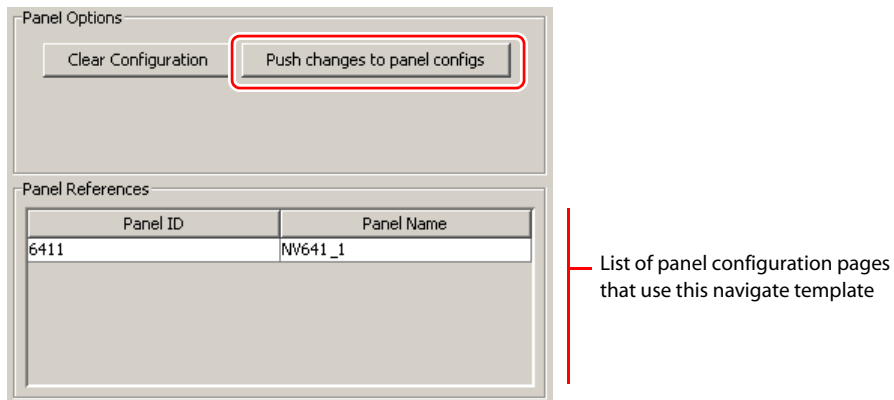 Panel Options
Clear Configuration
Push changes to panel configs
Panel References
Panel ID
Panel Name
6411
NV641_1
List of panel configuration pages
that use this navigate template